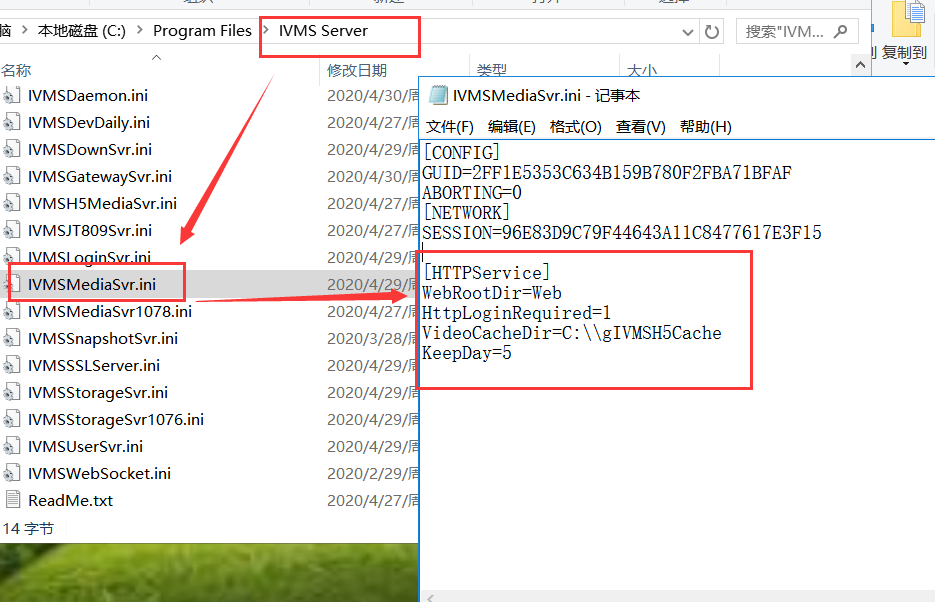 脑 › 本地磁盘 (C:) › Program Files › IVMS Server
搜索"IVM...
复制到
名称 修改日期 类型 大小
IVMSDaemon.ini 2020/4/30/周
IVMSDevDaily.ini 2020/4/27/周
IVMSDownSvr.ini 2020/4/29/周
IVMSGatewaySvr.ini 2020/4/30/周
IVMSH5MediaSvr.ini 2020/4/27/周
IVMSJT809Svr.ini 2020/4/27/周
IVMSLoginSvr.ini 2020/4/29/周
IVMSMediaSvr.ini 2020/4/29/周
IVMSMediaSvr1078.ini 2020/4/27/周
IVMSSnapshotSvr.ini 2020/3/28/周
IVMSSSLServer.ini 2020/4/29/周
IVMSStorageSvr.ini 2020/4/29/周
IVMSStorageSvr1076.ini 2020/4/29/周
IVMSUserSvr.ini 2020/4/29/周
IVMSWebSocket.ini 2020/2/29/周
ReadMe.txt 2020/4/27/周
14 字节
IVMSMediaSvr.ini - 记事本
文件(F) 编辑(E) 格式(O) 查看(V) 帮助(H)
[CONFIG]
GUID=2FF1E5353C634B159B780F2FBA71BFAF
ABORTING=0
[NETWORK]
SESSION=96E83D9C79F44643A11C8477617E3F15
[HTTPService]
WebRootDir=Web
HttpLoginRequired=1
VideoCacheDir=C:\\gIVMSH5Cache
KeepDay=5